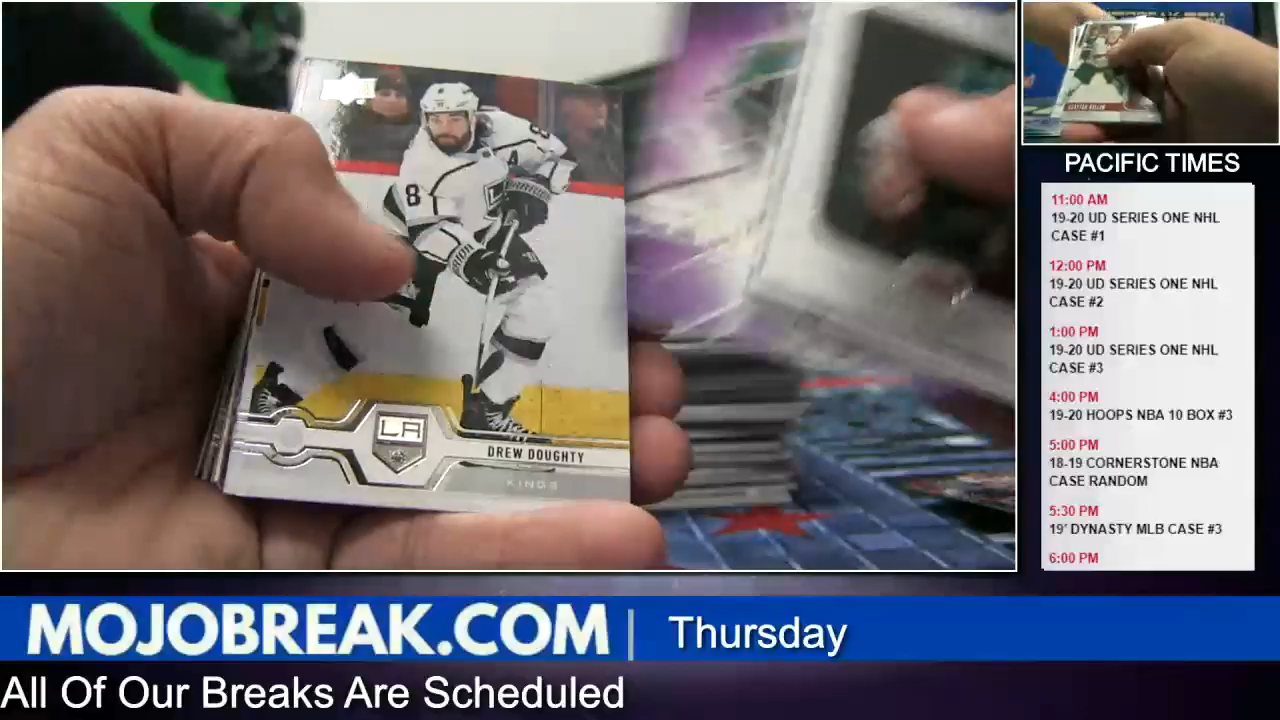 8
A
LA
DREW DOUGHTY
KINGS
PACIFIC TIMES
11:00 AM
19-20 UD SERIES ONE NHL
CASE #1
12:00 PM
19-20 UD SERIES ONE NHL
CASE #2
1:00 PM
19-20 UD SERIES ONE NHL
CASE #3
4:00 PM
19-20 HOOPS NBA 10 BOX #3
5:00 PM
18-19 CORNERSTONE NBA
CASE RANDOM
5:30 PM
19' DYNASTY MLB CASE #3
6:00 PM
MOJOBREAK.COM | Thursday
All Of Our Breaks Are Scheduled